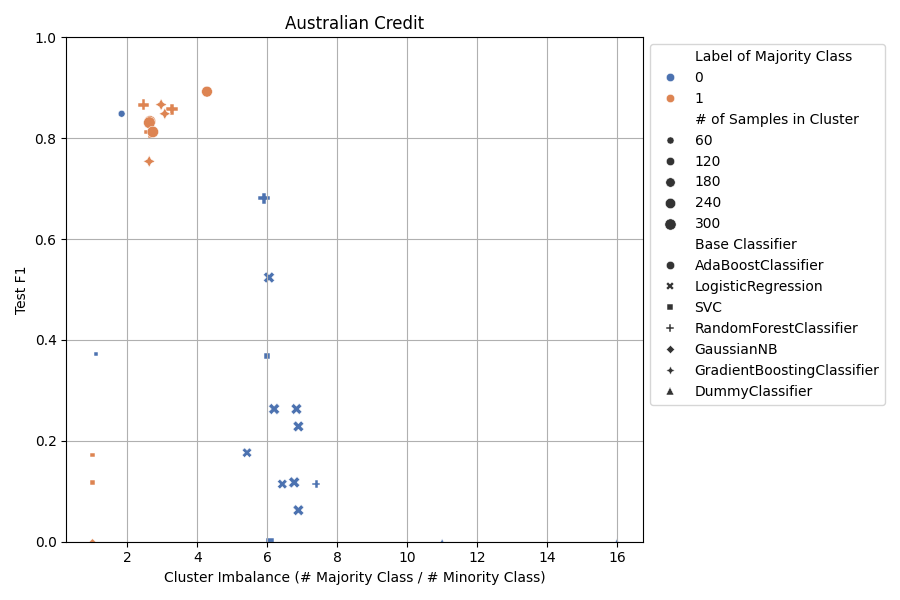 Australian Credit
1.0
0.8
0.6
0.4
0.2
0.0
Test F1
2 4 6 8 10 12 14 16
Cluster Imbalance (# Majority Class / # Minority Class)
Label of Majority Class
0
1
# of Samples in Cluster
60
120
180
240
300
Base Classifier
AdaBoostClassifier
LogisticRegression
SVC
RandomForestClassifier
GaussianNB
GradientBoostingClassifier
DummyClassifier